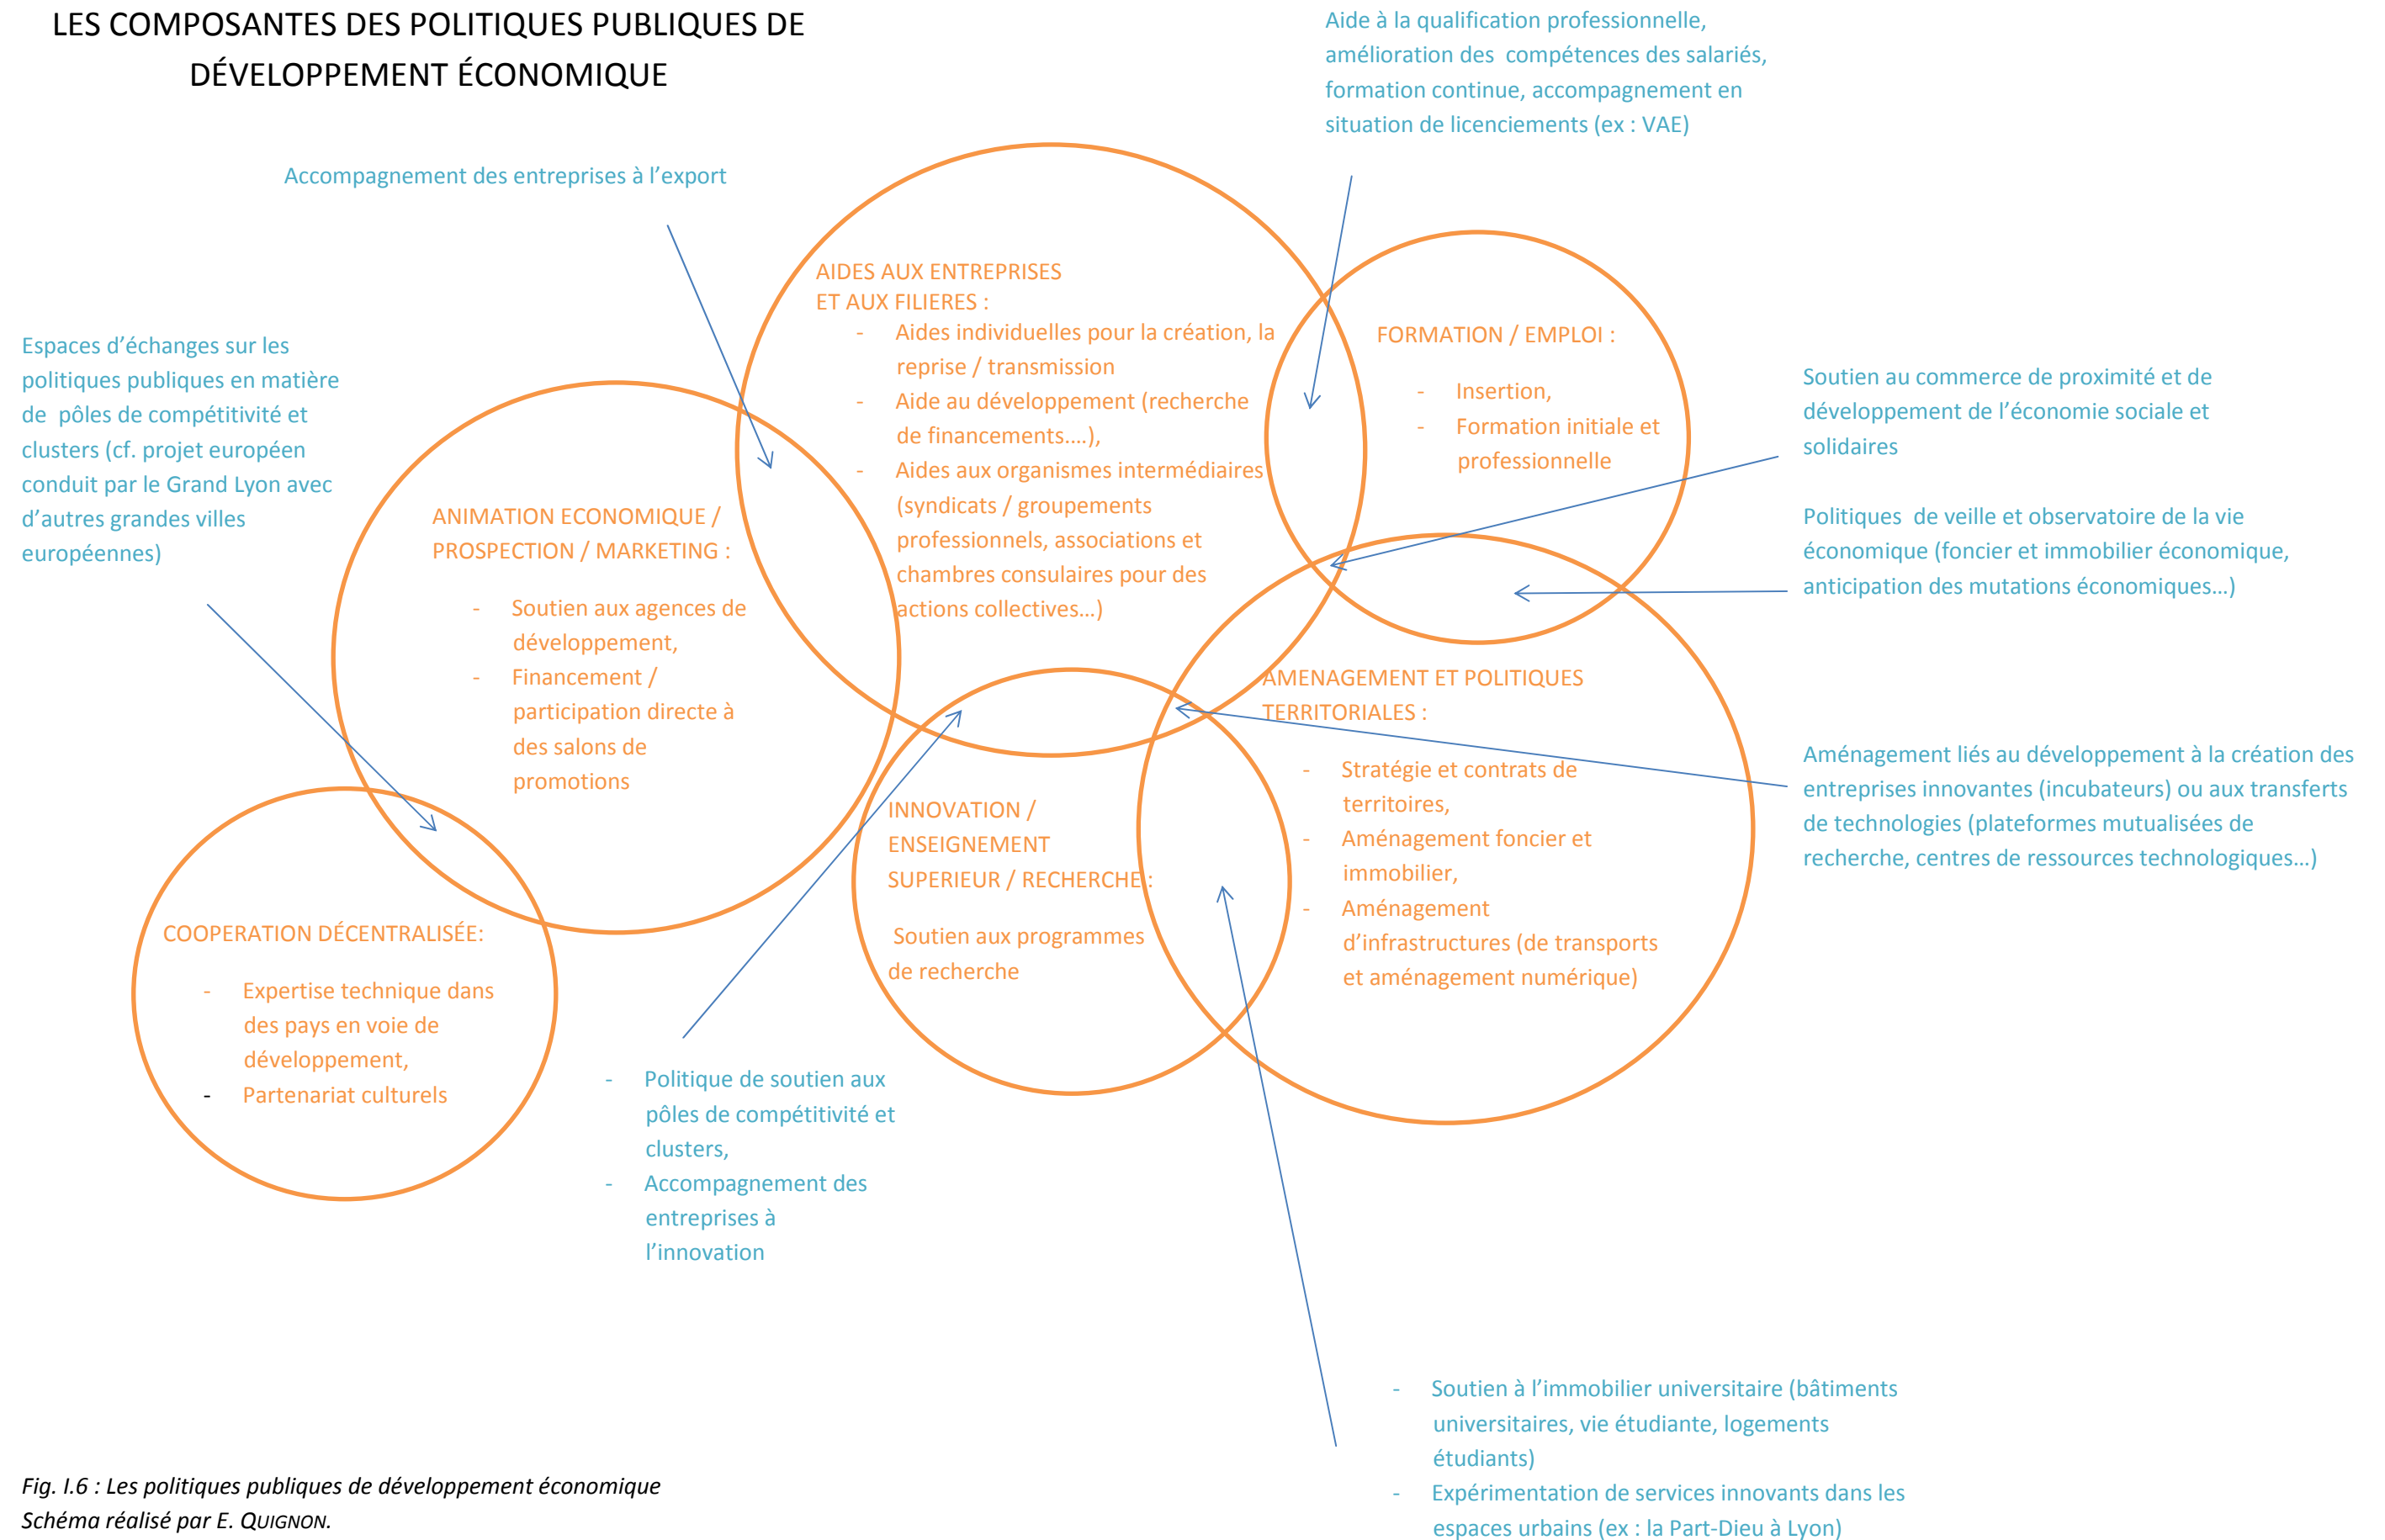 LES COMPOSANTES DES POLITIQUES PUBLIQUES DE
DÉVELOPPEMENT ÉCONOMIQUE
Aide à la qualification professionnelle,
amélioration des  compétences des salariés,
formation continue, accompagnement en
situation de licenciements (ex : VAE)
Accompagnement des entreprises à l’export
AIDES AUX ENTREPRISES
ET AUX FILIERES :
- Aides individuelles pour la création, la
reprise / transmission
- Aide au développement (recherche
de financements.…),
- Aides aux organismes intermédiaires
(syndicats / groupements
professionnels, associations et
chambres consulaires pour des
actions collectives…)
FORMATION / EMPLOI :
- Insertion,
- Formation initiale et
professionnelle
Espaces d’échanges sur les
politiques publiques en matière
de  pôles de compétitivité et
clusters (cf. projet européen
conduit par le Grand Lyon avec
d’autres grandes villes
européennes)
Soutien au commerce de proximité et de
développement de l’économie sociale et
solidaires
Politiques  de veille et observatoire de la vie
économique (foncier et immobilier économique,
anticipation des mutations économiques…)
ANIMATION ECONOMIQUE /
PROSPECTION / MARKETING :
- Soutien aux agences de
développement,
- Financement /
participation directe à
des salons de
promotions
AMENAGEMENT ET POLITIQUES
TERRITORIALES :
- Stratégie et contrats de
territoires,
- Aménagement foncier et
immobilier,
- Aménagement
d’infrastructures (de transports
et aménagement numérique)
Aménagement liés au développement à la création des
entreprises innovantes (incubateurs) ou aux transferts
de technologies (plateformes mutualisées de
recherche, centres de ressources technologiques…)
INNOVATION /
ENSEIGNEMENT
SUPERIEUR / RECHERCHE :
Soutien aux programmes
de recherche
COOPERATION DÉCENTRALISÉE:
- Expertise technique dans
des pays en voie de
développement,
- Partenariat culturels
- Politique de soutien aux
pôles de compétitivité et
clusters,
- Accompagnement des
entreprises à
l’innovation
- Soutien à l’immobilier universitaire (bâtiments
universitaires, vie étudiante, logements
étudiants)
- Expérimentation de services innovants dans les
espaces urbains (ex : la Part-Dieu à Lyon)
Fig. I.6 : Les politiques publiques de développement économique
Schéma réalisé par E. QUIGNON.